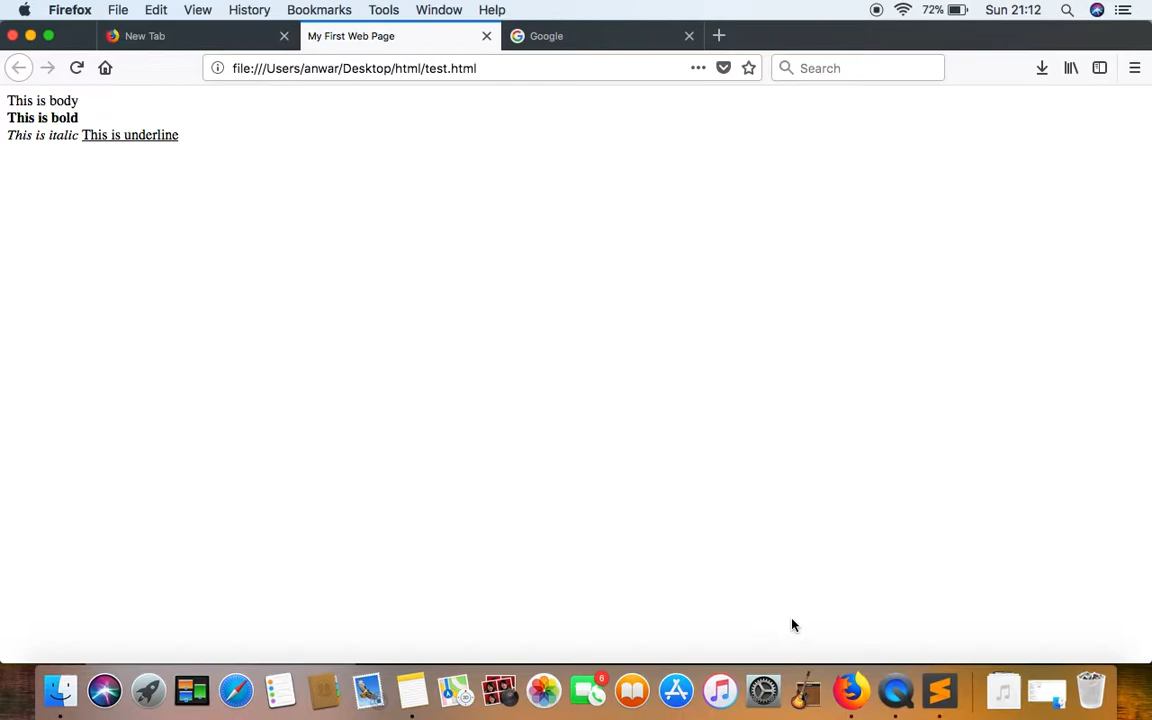 Firefox File Edit View History Bookmarks Tools Window Help 72% Sun 21:12
New Tab My First Web Page Google
file:///Users/anwar/Desktop/html/test.html Search
This is body
This is bold
This is italic This is underline
6